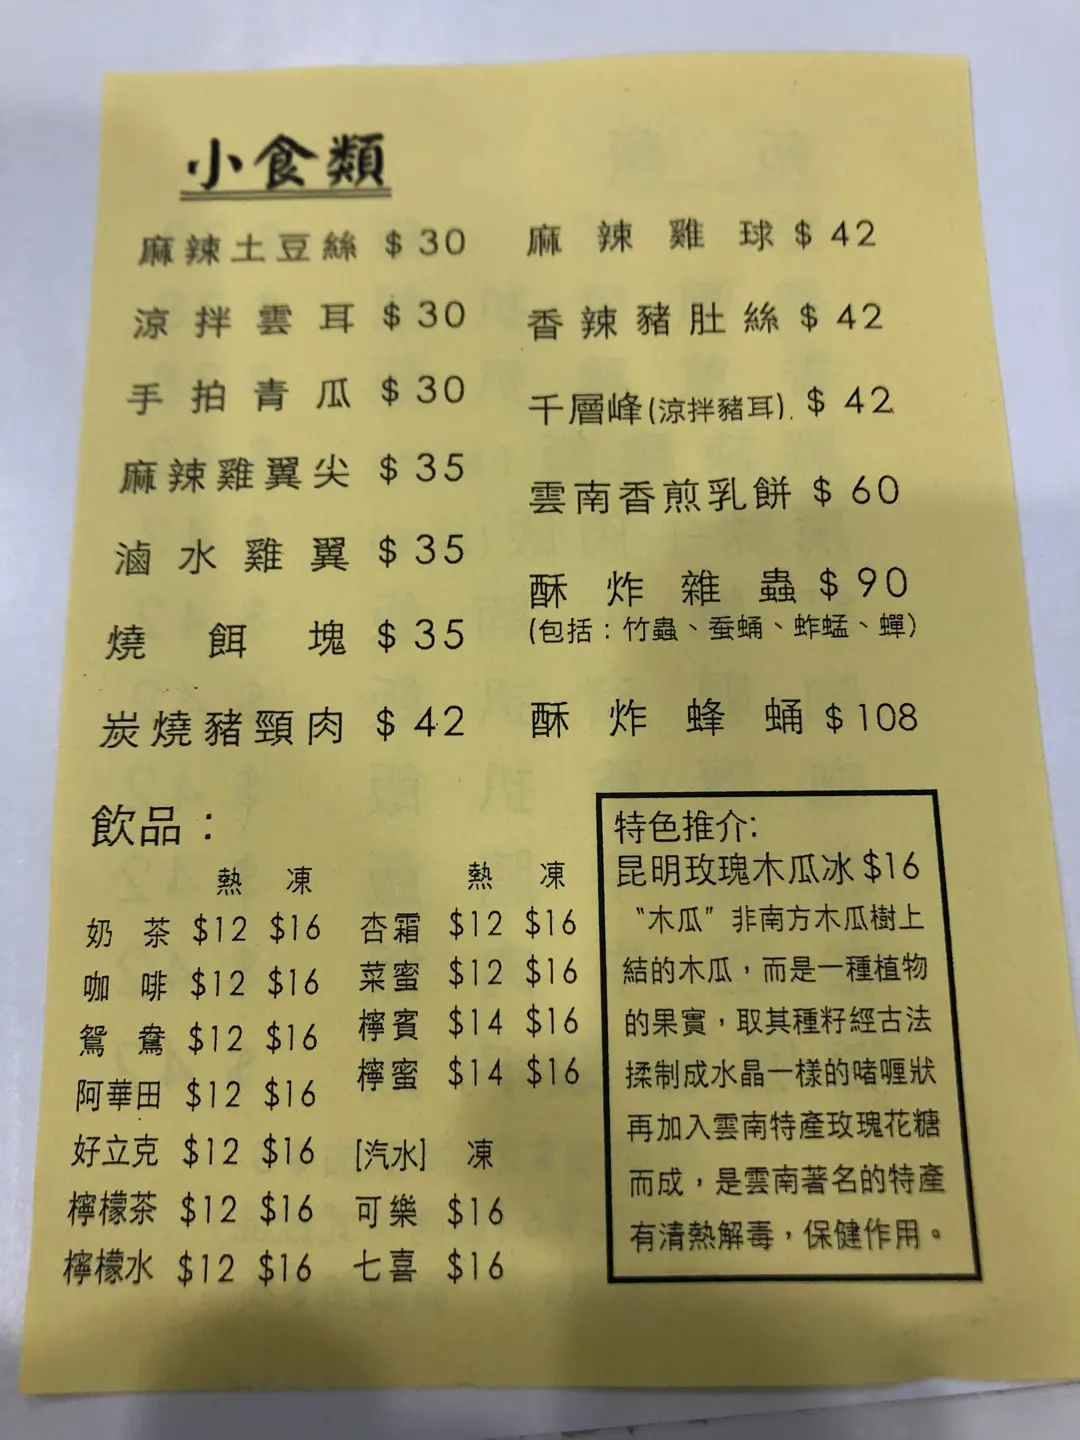 小食類
麻辣土豆絲 $30
涼拌雲耳 $30
手拍青瓜 $30
麻辣雞翼尖 $35
滷水雞翼 $35
燒餌塊 $35
炭燒豬頸肉 $42
麻辣雞球 $42
香辣豬肚絲 $42
千層峰(涼拌豬耳). $42
雲南香煎乳餅 $60
酥炸雜蟲 $90
(包括：竹蟲、蚕蛹、蚱蜢、蟬)
酥炸蜂蛹 $108
飲品：
熱 凍
奶茶 $12 $16
咖啡 $12 $16
鴛鴦 $12 $16
阿華田 $12 $16
好立克 $12 $16
檸檬茶 $12 $16
檸檬水 $12 $16
熱 凍
杏霜 $12 $16
菜蜜 $12 $16
檸賓 $14 $16
檸蜜 $14 $16
[汽水] 凍
可樂 $16
七喜 $16
特色推介:
昆明玫瑰木瓜冰 $16
“木瓜”非南方木瓜樹上
結的木瓜，而是一種植物
的果實，取其種籽經古法
揉制成水晶一樣的啫喱狀
再加入雲南特產玫瑰花糖
而成，是雲南著名的特產
有清熱解毒，保健作用。